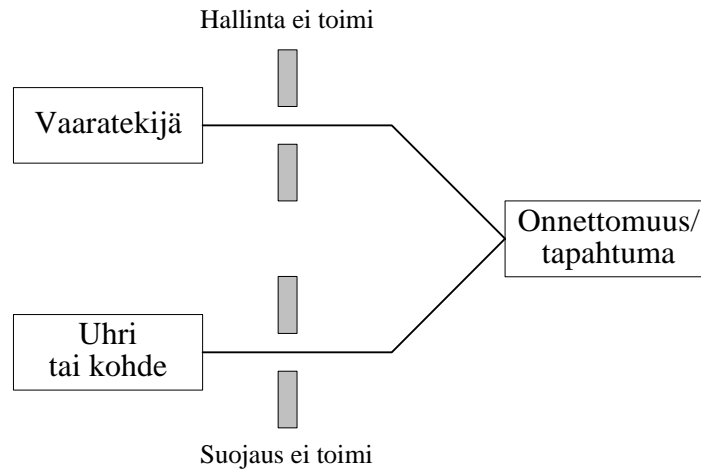 Hallinta ei toimi
Vaaratekijä
Onnettomuus/
tapahtuma
Uhri
tai kohde
Suojaus ei toimi